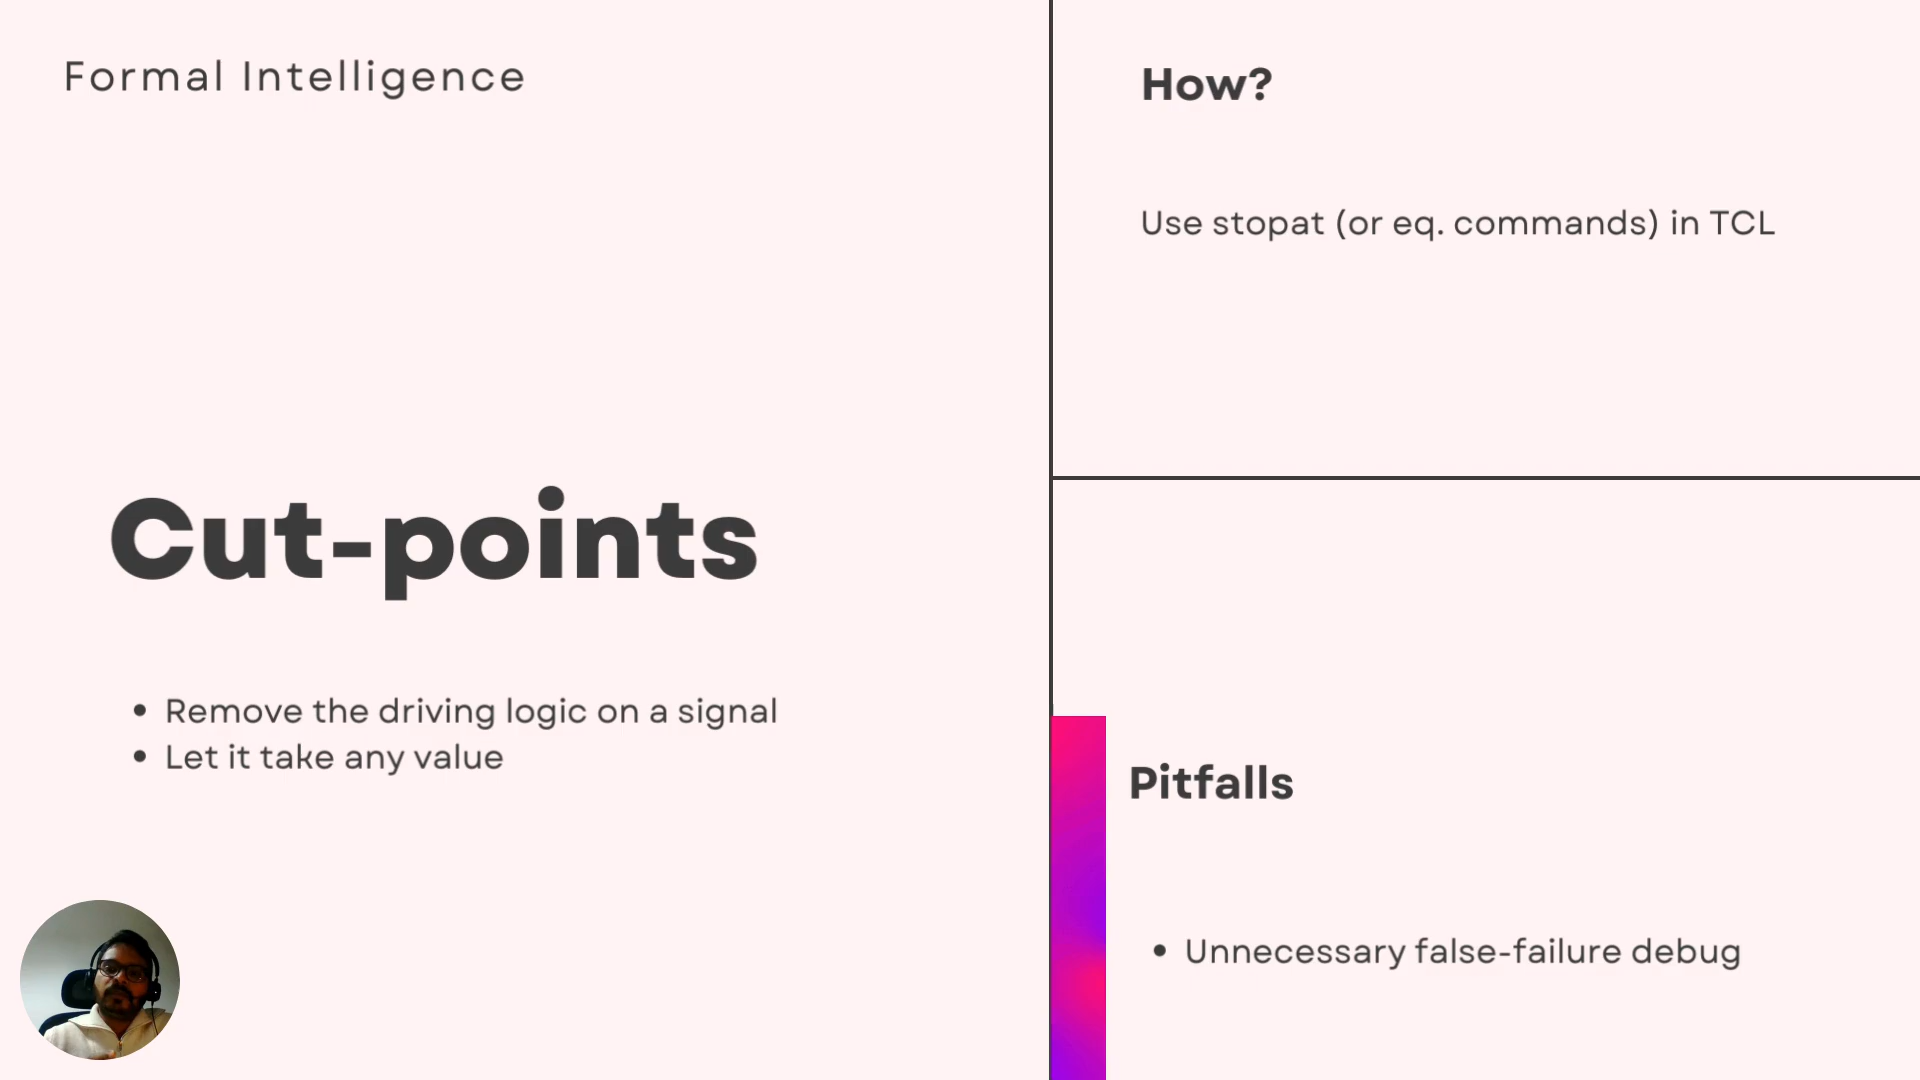 Formal Intelligence
Cut-points
• Remove the driving logic on a signal
• Let it take any value
How?
Use stopat (or eq. commands) in TCL
Pitfalls
• Unnecessary false-failure debug